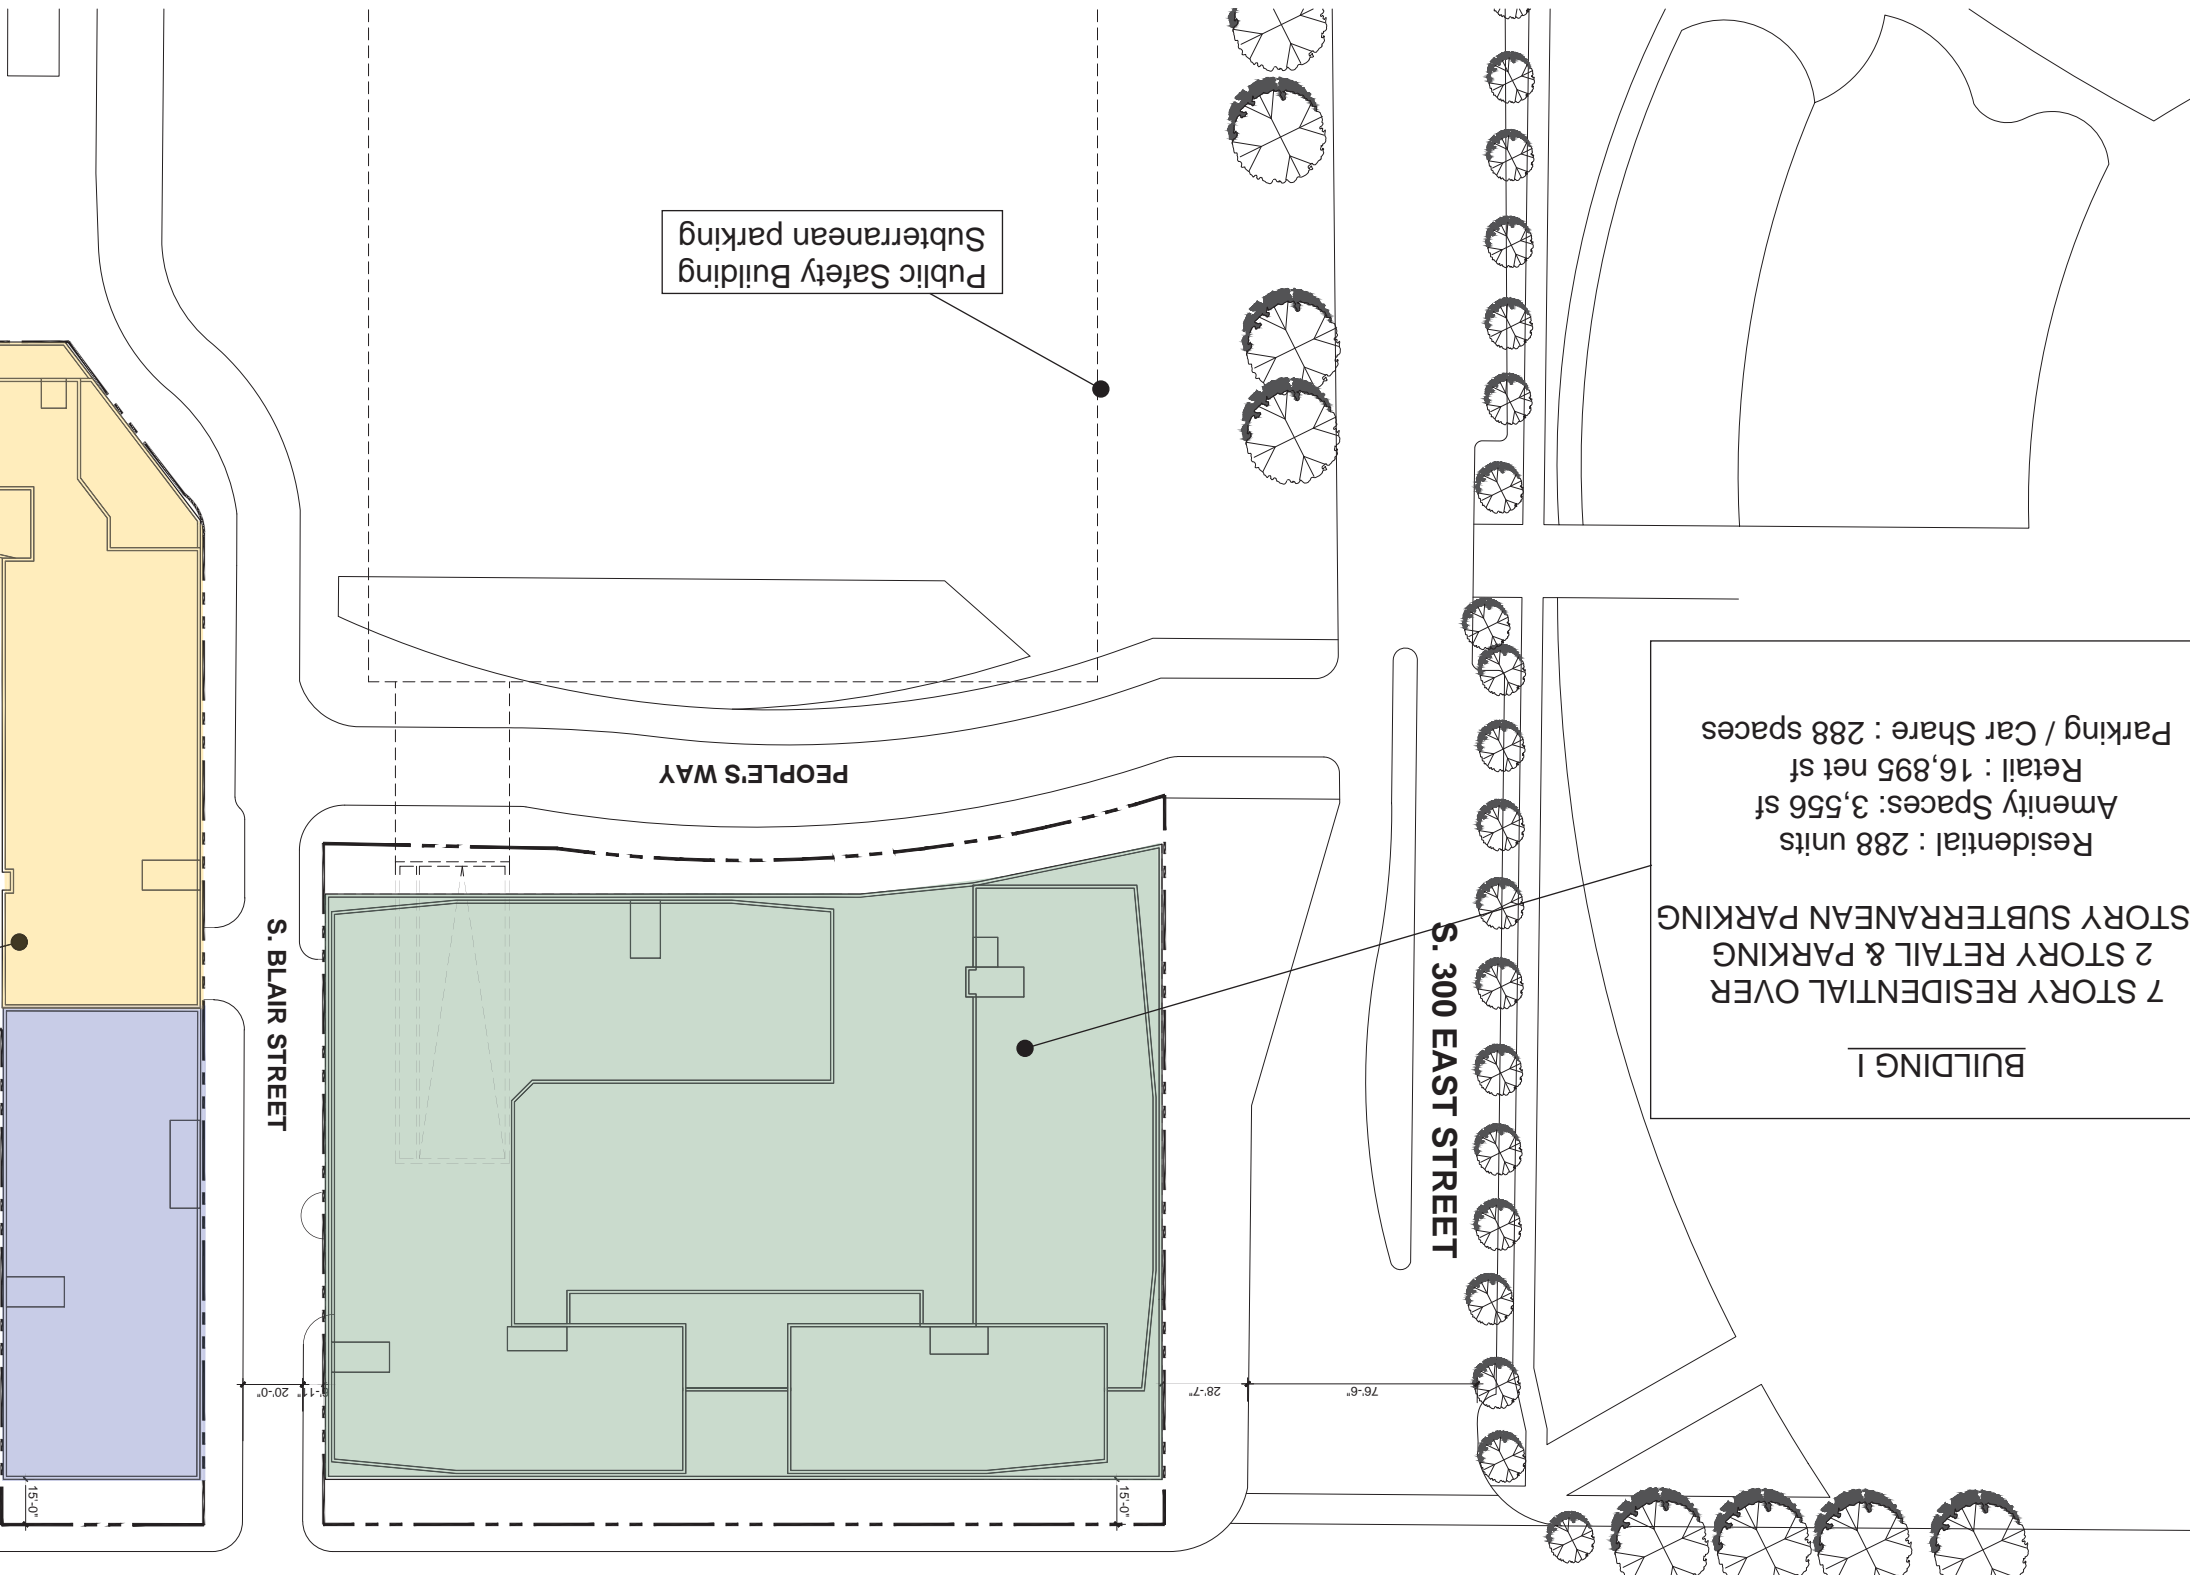 BUILDING I
7 STORY RESIDENTIAL OVER
2 STORY RETAIL & PARKING
STORY SUBTERRANEAN PARKING
Residential : 288 units
Amenity Spaces: 3,556 sf
Retail : 16,895 net sf
Parking / Car Share : 288 spaces
Public Safety Building
Subterranean parking
PEOPLE'S WAY
S. BLAIR STREET
S. 300 EAST STREET
76'-6"
28'-7"
20'-0"
15'-0"
15'-0"